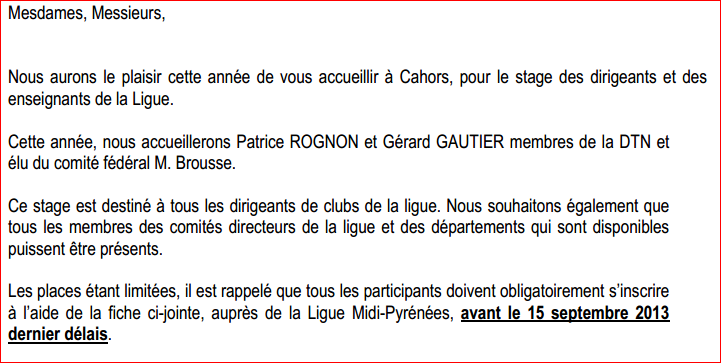 Mesdames, Messieurs,
Nous aurons le plaisir cette année de vous accueillir à Cahors, pour le stage des dirigeants et des
enseignants de la Ligue.
Cette année, nous accueillerons Patrice ROGNON et Gérard GAUTIER membres de la DTN et
élu du comité fédéral M. Brousse.
Ce stage est destiné à tous les dirigeants de clubs de la ligue. Nous souhaitons également que
tous les membres des comités directeurs de la ligue et des départements qui sont disponibles
puissent être présents.
Les places étant limitées, il est rappelé que tous les participants doivent obligatoirement s’inscrire
à l’aide de la fiche ci-jointe, auprès de la Ligue Midi-Pyrénées, avant le 15 septembre 2013
dernier délais.